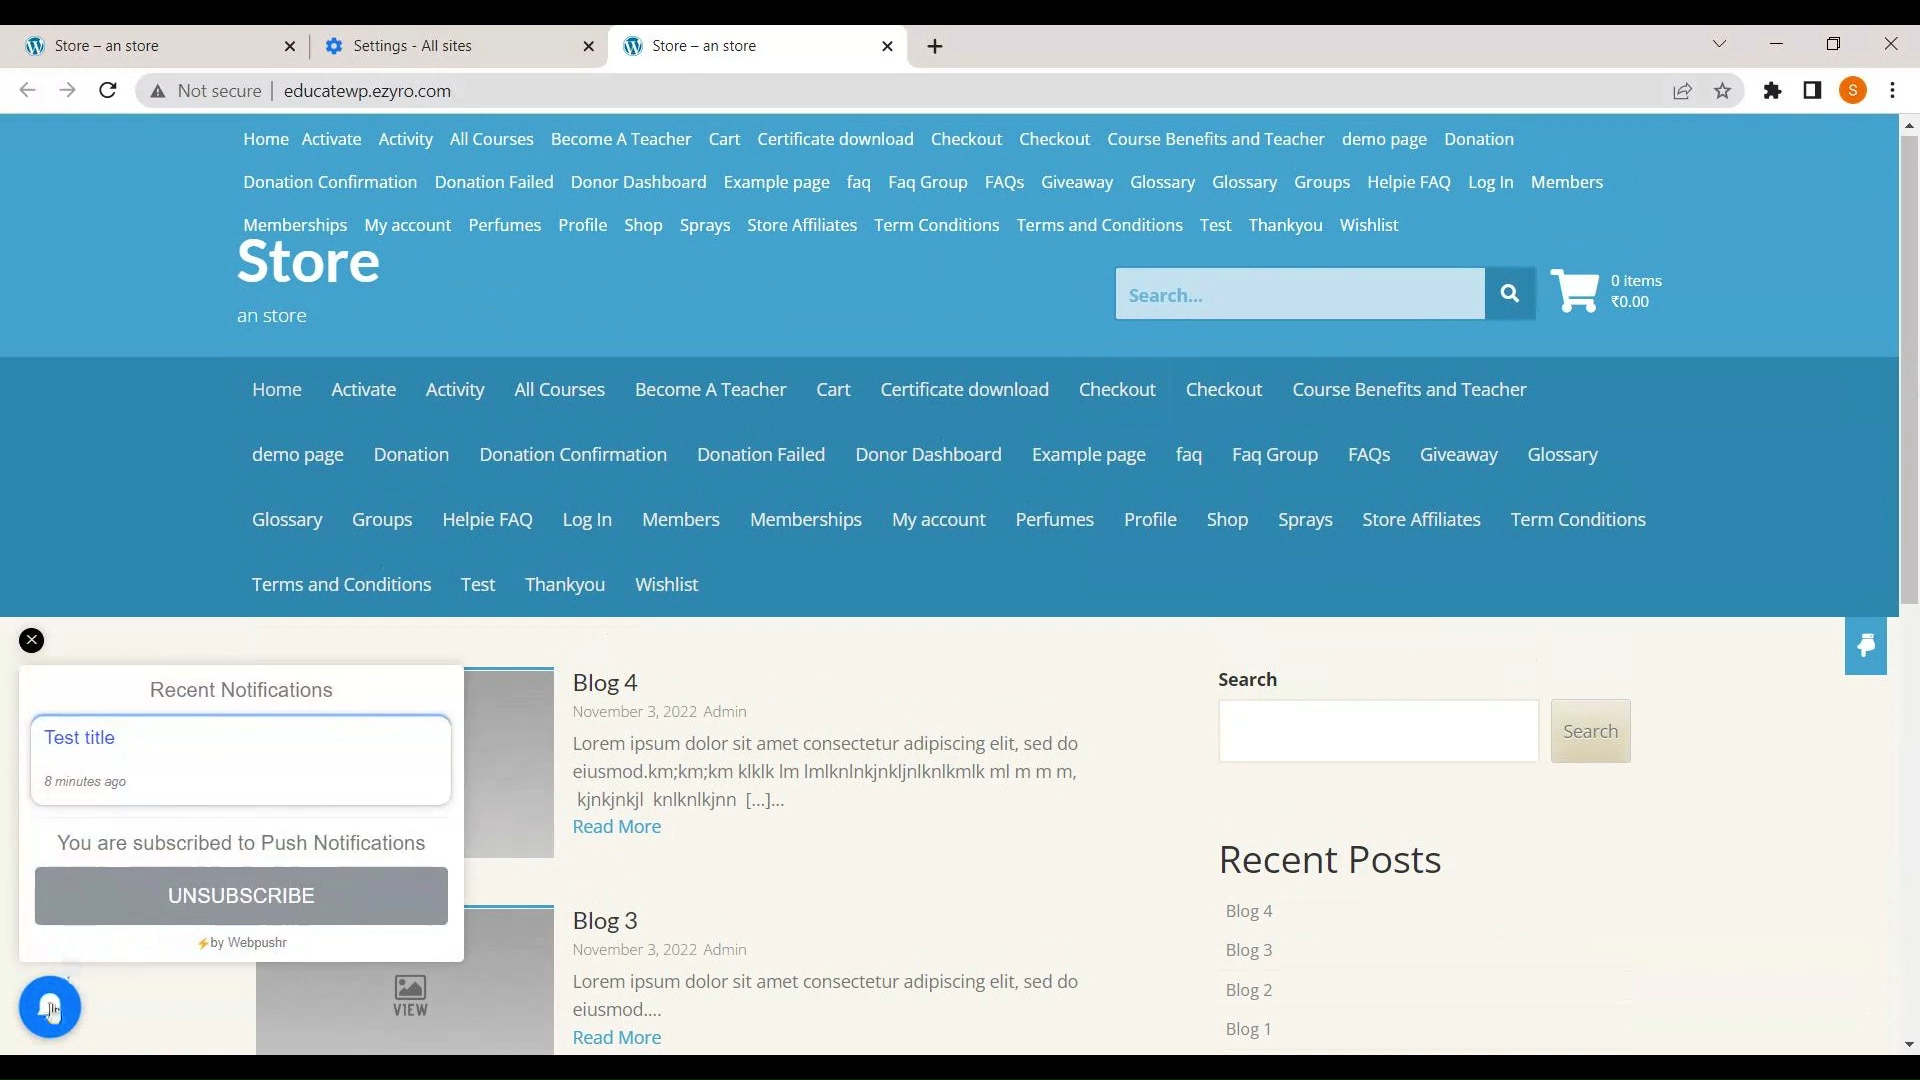 Store – an store
Settings - All sites
Store – an store
Not secure | educatewp.ezyro.com
S
Home Activate Activity All Courses Become A Teacher Cart Certificate download Checkout Checkout Course Benefits and Teacher demo page Donation
Donation Confirmation Donation Failed Donor Dashboard Example page faq Faq Group FAQs Giveaway Glossary Glossary Groups Helpie FAQ Log In Members
Memberships My account Perfumes Profile Shop Sprays Store Affiliates Term Conditions Terms and Conditions Test Thankyou Wishlist
Store
an store
Search...
0 items
₹0.00
Home Activate Activity All Courses Become A Teacher Cart Certificate download Checkout Checkout Course Benefits and Teacher
demo page Donation Donation Confirmation Donation Failed Donor Dashboard Example page faq Faq Group FAQs Giveaway Glossary
Glossary Groups Helpie FAQ Log In Members Memberships My account Perfumes Profile Shop Sprays Store Affiliates Term Conditions
Terms and Conditions Test Thankyou Wishlist
Recent Notifications
Test title
8 minutes ago
You are subscribed to Push Notifications
UNSUBSCRIBE
⚡by Webpushr
Blog 4
November 3, 2022 Admin
Lorem ipsum dolor sit amet consectetur adipiscing elit, sed do
eiusmod.km;km;km klklk lm lmlknlnkjnkljnlknlkmlk ml m m m,
kjnkjnkjl knlknlkjnn [...]...
Read More
VIEW
Blog 3
November 3, 2022 Admin
Lorem ipsum dolor sit amet consectetur adipiscing elit, sed do
eiusmod....
Read More
Search
Search
Recent Posts
Blog 4
Blog 3
Blog 2
Blog 1